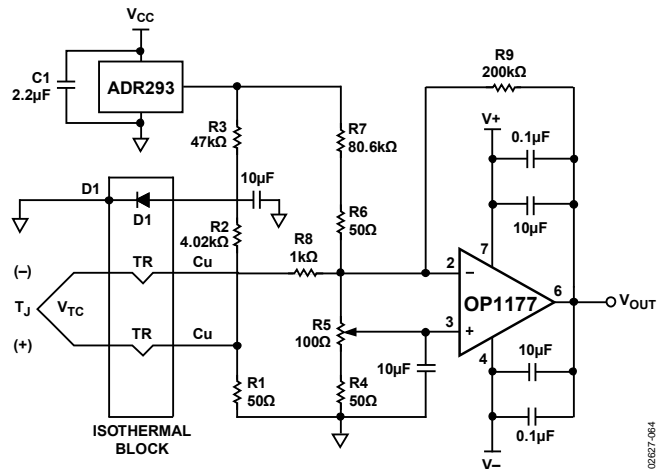 VCC
C1
2.2µF
ADR293
R9
200kΩ
R3
47kΩ
R7
80.6kΩ
V+
0.1µF
10µF
D1
D1
10µF
R2
4.02kΩ
R6
50Ω
R8
1kΩ
7
(–)
TR
Cu
2
–
OP1177
6
VOUT
TJ
VTC
R5
100Ω
3
+
(+)
TR
Cu
4
10µF
10µF
R1
50Ω
R4
50Ω
0.1µF
ISOTHERMAL
BLOCK
V–
02627-064